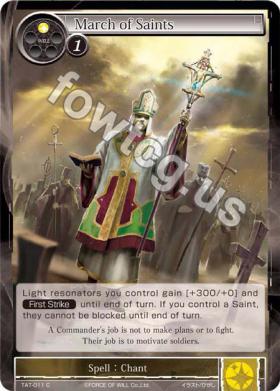 March of Saints
WILL
1
fowtcg.us
Light resonators you control gain [+300/+0] and
First Strike until end of turn. If you control a Saint,
they cannot be blocked until end of turn.
A Commander's job is not to make plans or to fight.
Their job is to motivate soldiers.
Spell : Chant
TAT-011 C
©FORCE OF WILL Co.,Ltd.